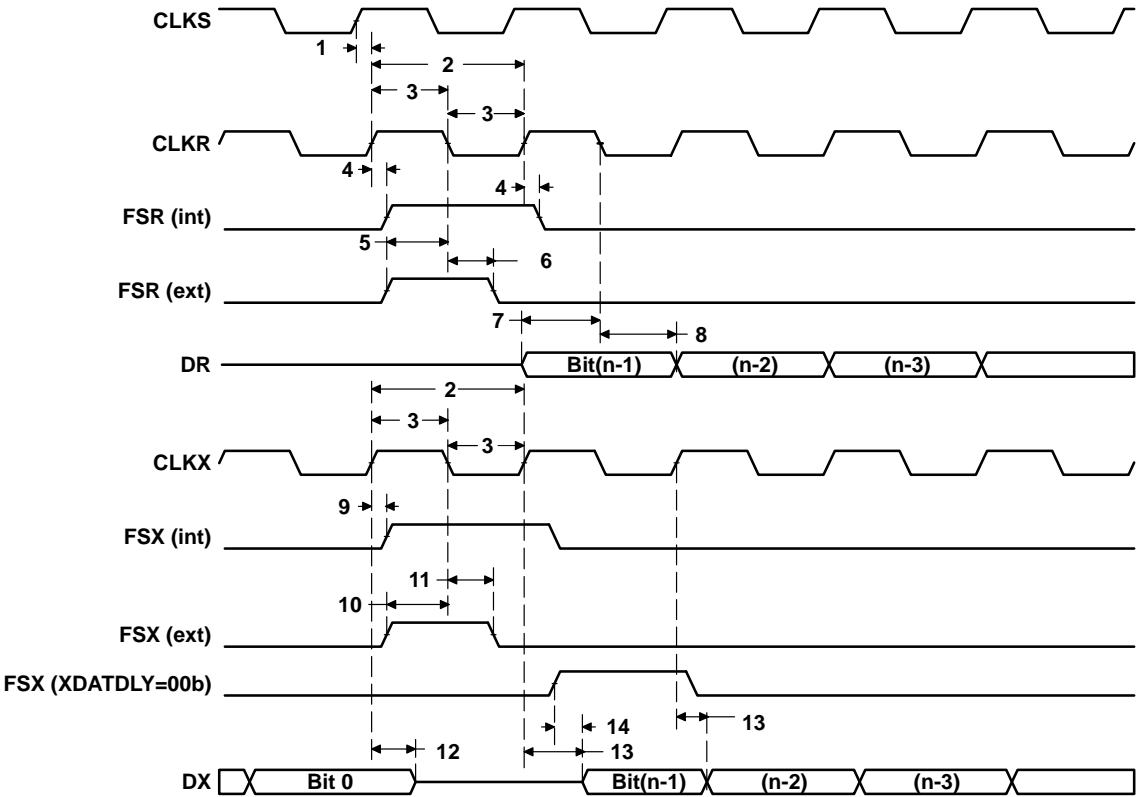 CLKS
1
2
3
3
CLKR
4
4
FSR (int)
5
6
FSR (ext)
7
8
DR
Bit(n-1)
(n-2)
(n-3)
2
3
3
CLKX
9
FSX (int)
11
10
FSX (ext)
FSX (XDATDLY=00b)
14
13
12
13
DX
Bit 0
Bit(n-1)
(n-2)
(n-3)